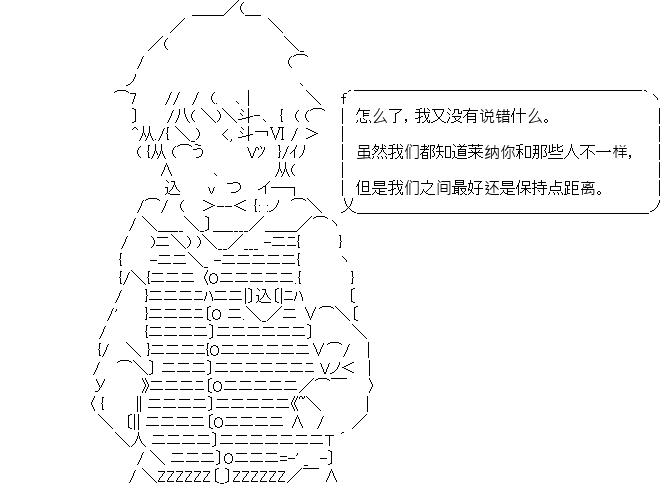 怎么了，我又没有说错什么。
虽然我们都知道莱纳你和那些人不一样，
但是我们之间最好还是保持点距离。